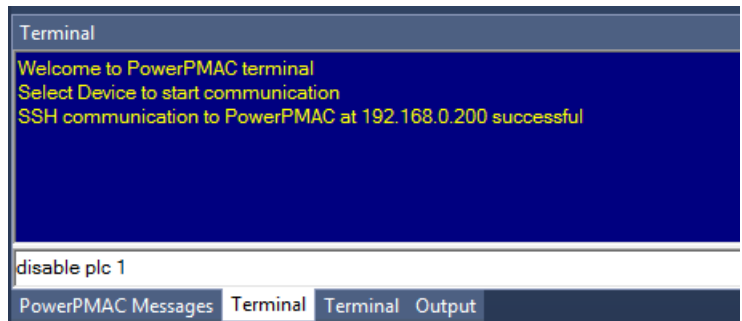 Terminal
Welcome to PowerPMAC terminal
Select Device to start communication
SSH communication to PowerPMAC at 192.168.0.200 successful
disable plc 1
PowerPMAC Messages Terminal Terminal Output